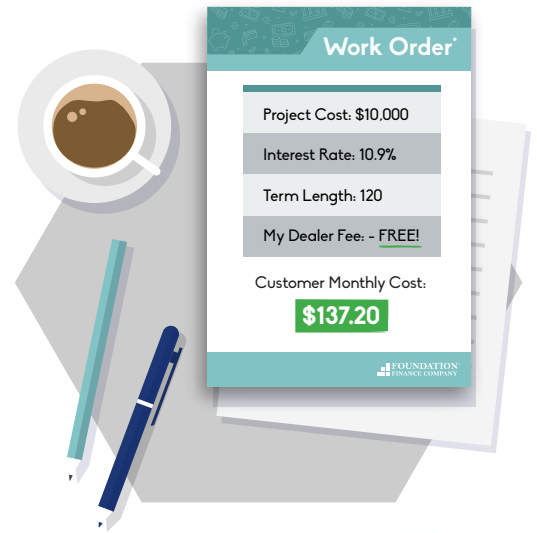 Work Order*
Project Cost: $10,000
Interest Rate: 10.9%
Term Length: 120
My Dealer Fee: - FREE!
Customer Monthly Cost:
$137.20
FOUNDATION
FINANCE COMPANY